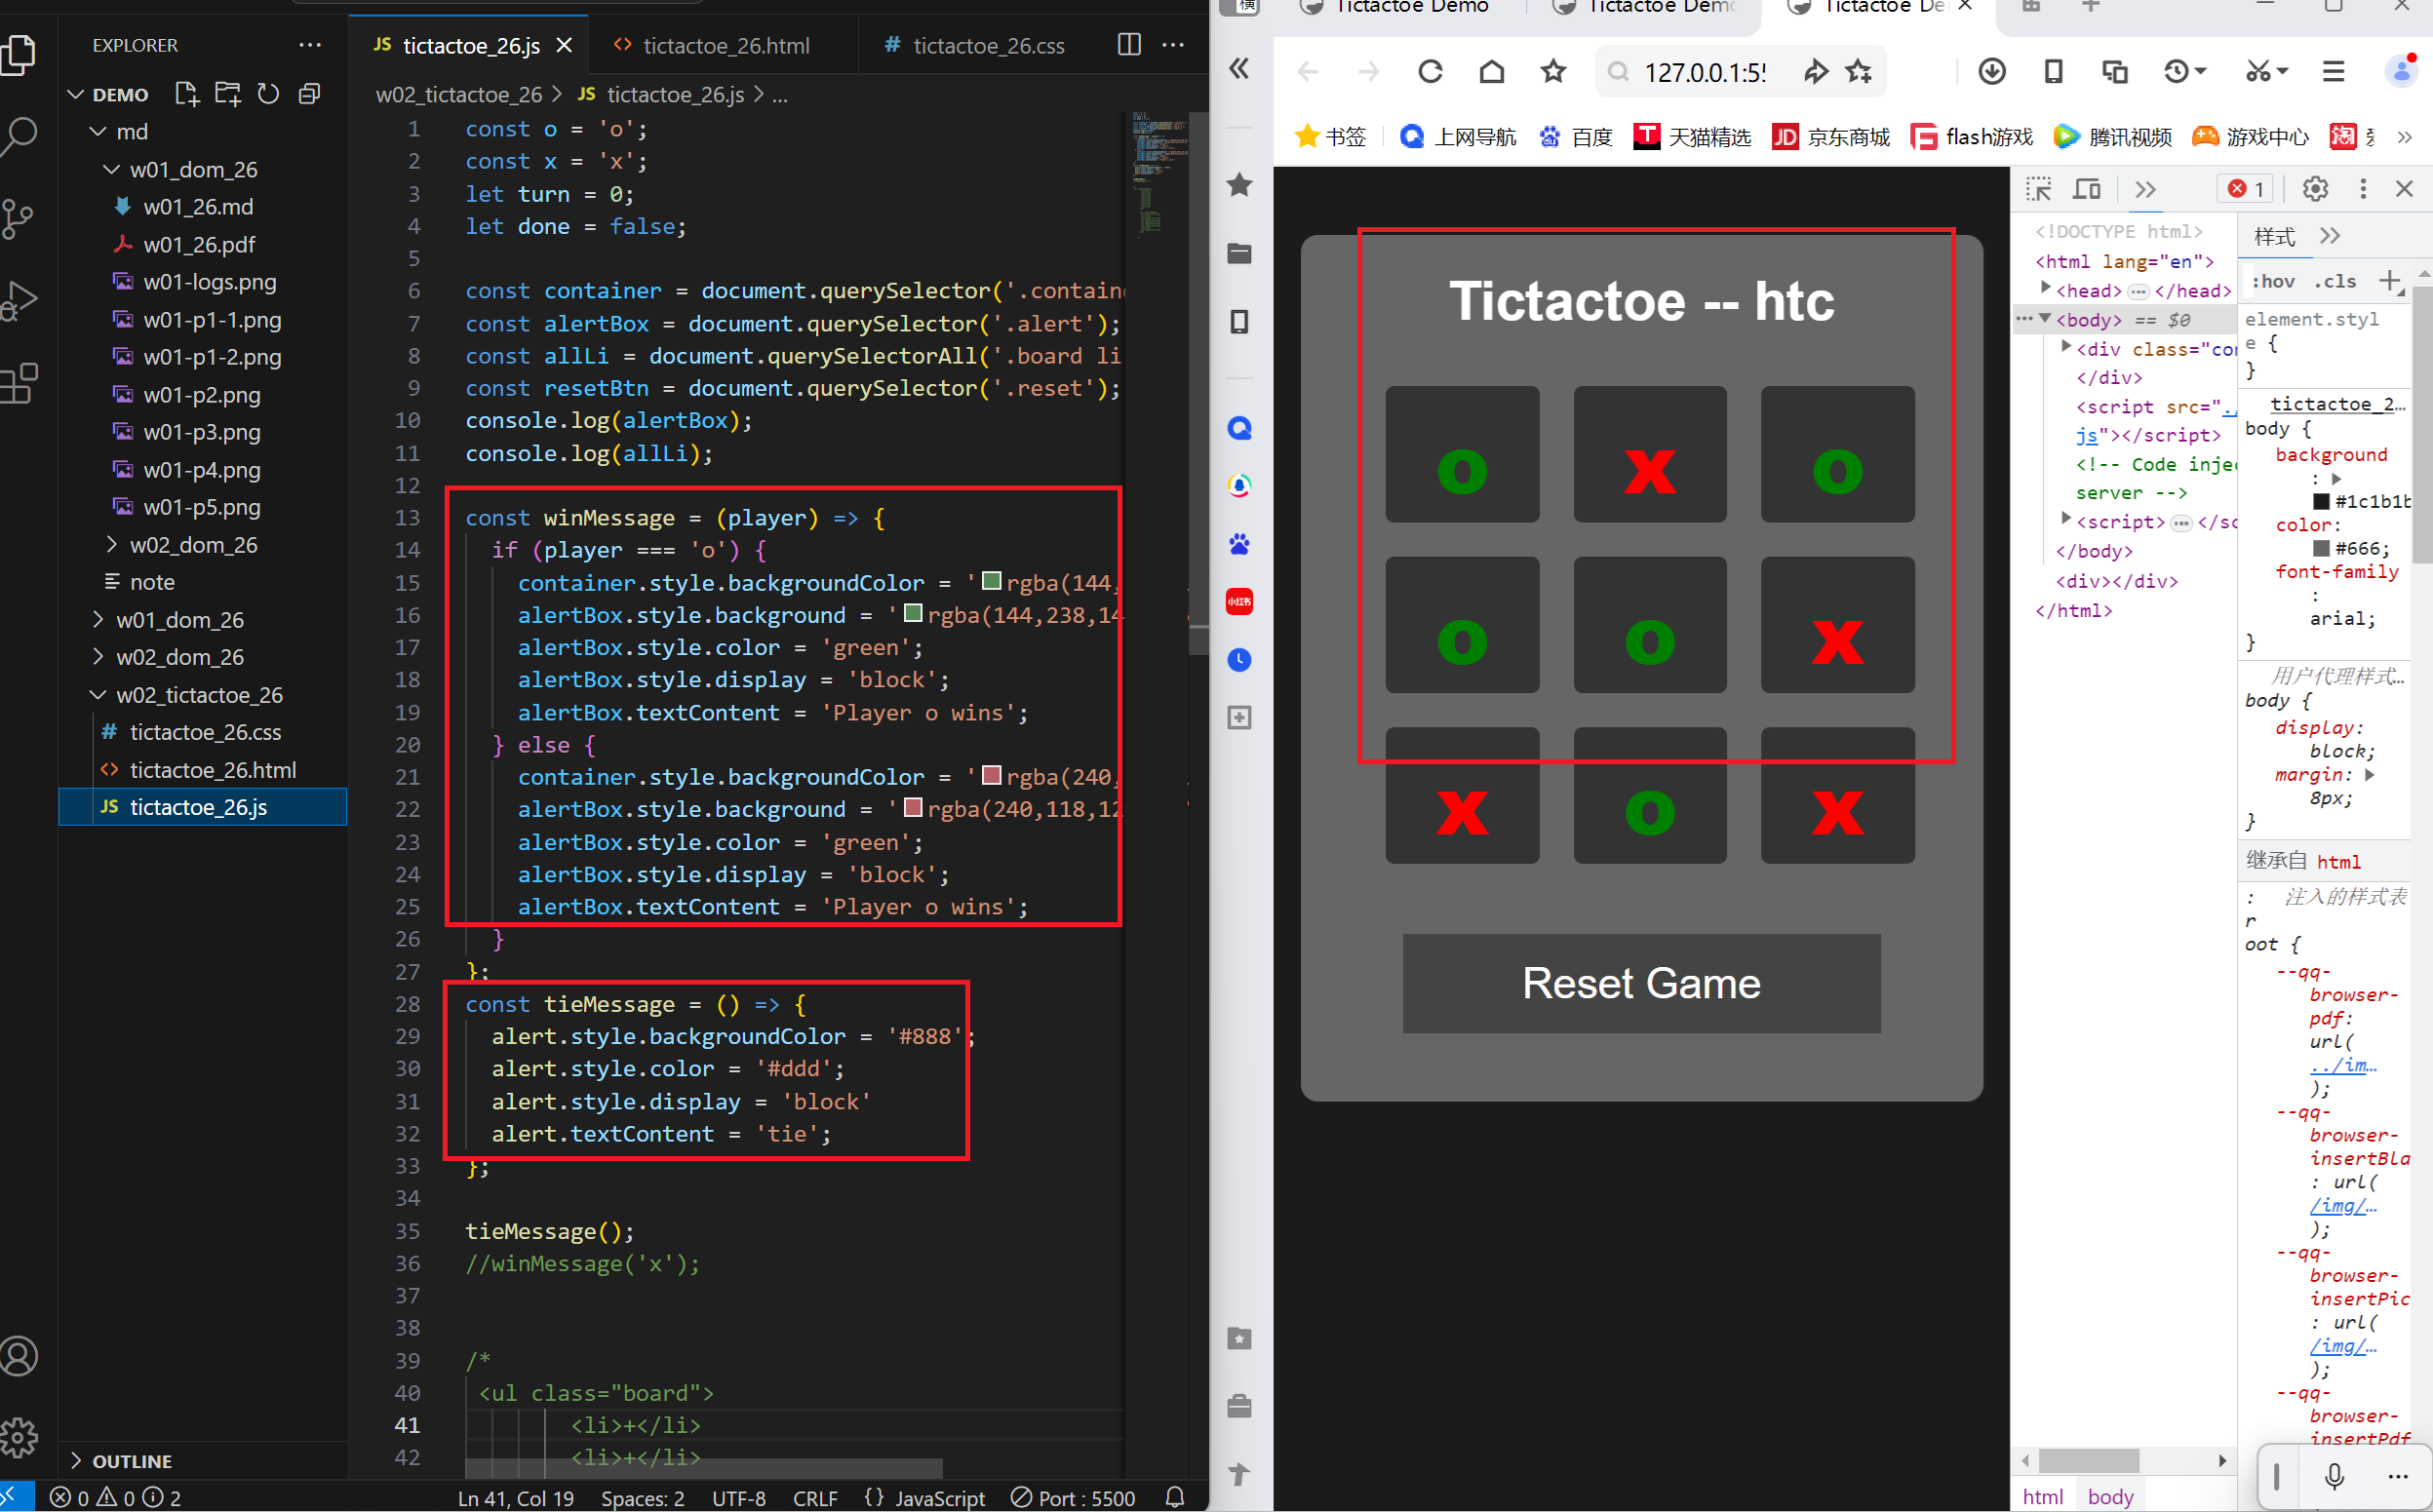 EXPLORER
DEMO
md
w01_dom_26
w01_26.md
w01_26.pdf
w01-logs.png
w01-p1-1.png
w01-p1-2.png
w01-p2.png
w01-p3.png
w01-p4.png
w01-p5.png
w02_dom_26
note
w01_dom_26
w02_dom_26
w02_tictactoe_26
# tictactoe_26.css
<> tictactoe_26.html
JS tictactoe_26.js
OUTLINE
JS tictactoe_26.js
<> tictactoe_26.html
# tictactoe_26.css
w02_tictactoe_26 > JS tictactoe_26.js > ...
1 const o = 'o';
2 const x = 'x';
3 let turn = 0;
4 let done = false;
5
6 const container = document.querySelector('.contain
7 const alertBox = document.querySelector('.alert');
8 const allLi = document.querySelectorAll('.board li
9 const resetBtn = document.querySelector('.reset');
10 console.log(alertBox);
11 console.log(allLi);
12
13 const winMessage = (player) => {
14 if (player === 'o') {
15 container.style.backgroundColor = 'rgba(144,
16 alertBox.style.background = 'rgba(144,238,14
17 alertBox.style.color = 'green';
18 alertBox.style.display = 'block';
19 alertBox.textContent = 'Player o wins';
20 } else {
21 container.style.backgroundColor = 'rgba(240,
22 alertBox.style.background = 'rgba(240,118,12
23 alertBox.style.color = 'green';
24 alertBox.style.display = 'block';
25 alertBox.textContent = 'Player o wins';
26 }
27 };
28 const tieMessage = () => {
29 alert.style.backgroundColor = '#888';
30 alert.style.color = '#ddd';
31 alert.style.display = 'block'
32 alert.textContent = 'tie';
33 };
34
35 tieMessage();
36 //winMessage('x');
37
38
39 /*
40 <ul class="board">
41 <li>+</li>
42 <li>+</li>
0 0 2
Ln 41, Col 19 Spaces: 2 UTF-8 CRLF {} JavaScript Port : 5500
Tictactoe Demo
Tictactoe Demo
Tictactoe De
127.0.0.1:5!
书签 上网导航 百度 天猫精选 京东商城 flash游戏 腾讯视频 游戏中心
小红书
Tictactoe -- htc
o x o
o o x
x o x
Reset Game
1
<!DOCTYPE html>
<html lang="en">
<head> </head>
<body> == $0
<div class="con
</div>
<script src="./
js"></script>
<!-- Code injec
server -->
<script> </sc
</body>
<div></div>
</html>
html body
样式
:hov .cls
element.styl
e {
}
tictactoe_2…
body {
background
:
#1c1b1b
color:
#666;
font-family
:
arial;
}
用户代理样式…
body {
display:
block;
margin:
8px;
}
继承自 html
: 注入的样式表
r
oot {
--qq-
browser-
pdf:
url(
../im…
);
--qq-
browser-
insertBla
: url(
/img/…
);
--qq-
browser-
insertPic
: url(
/img/…
);
--qq-
browser-
insertPdf